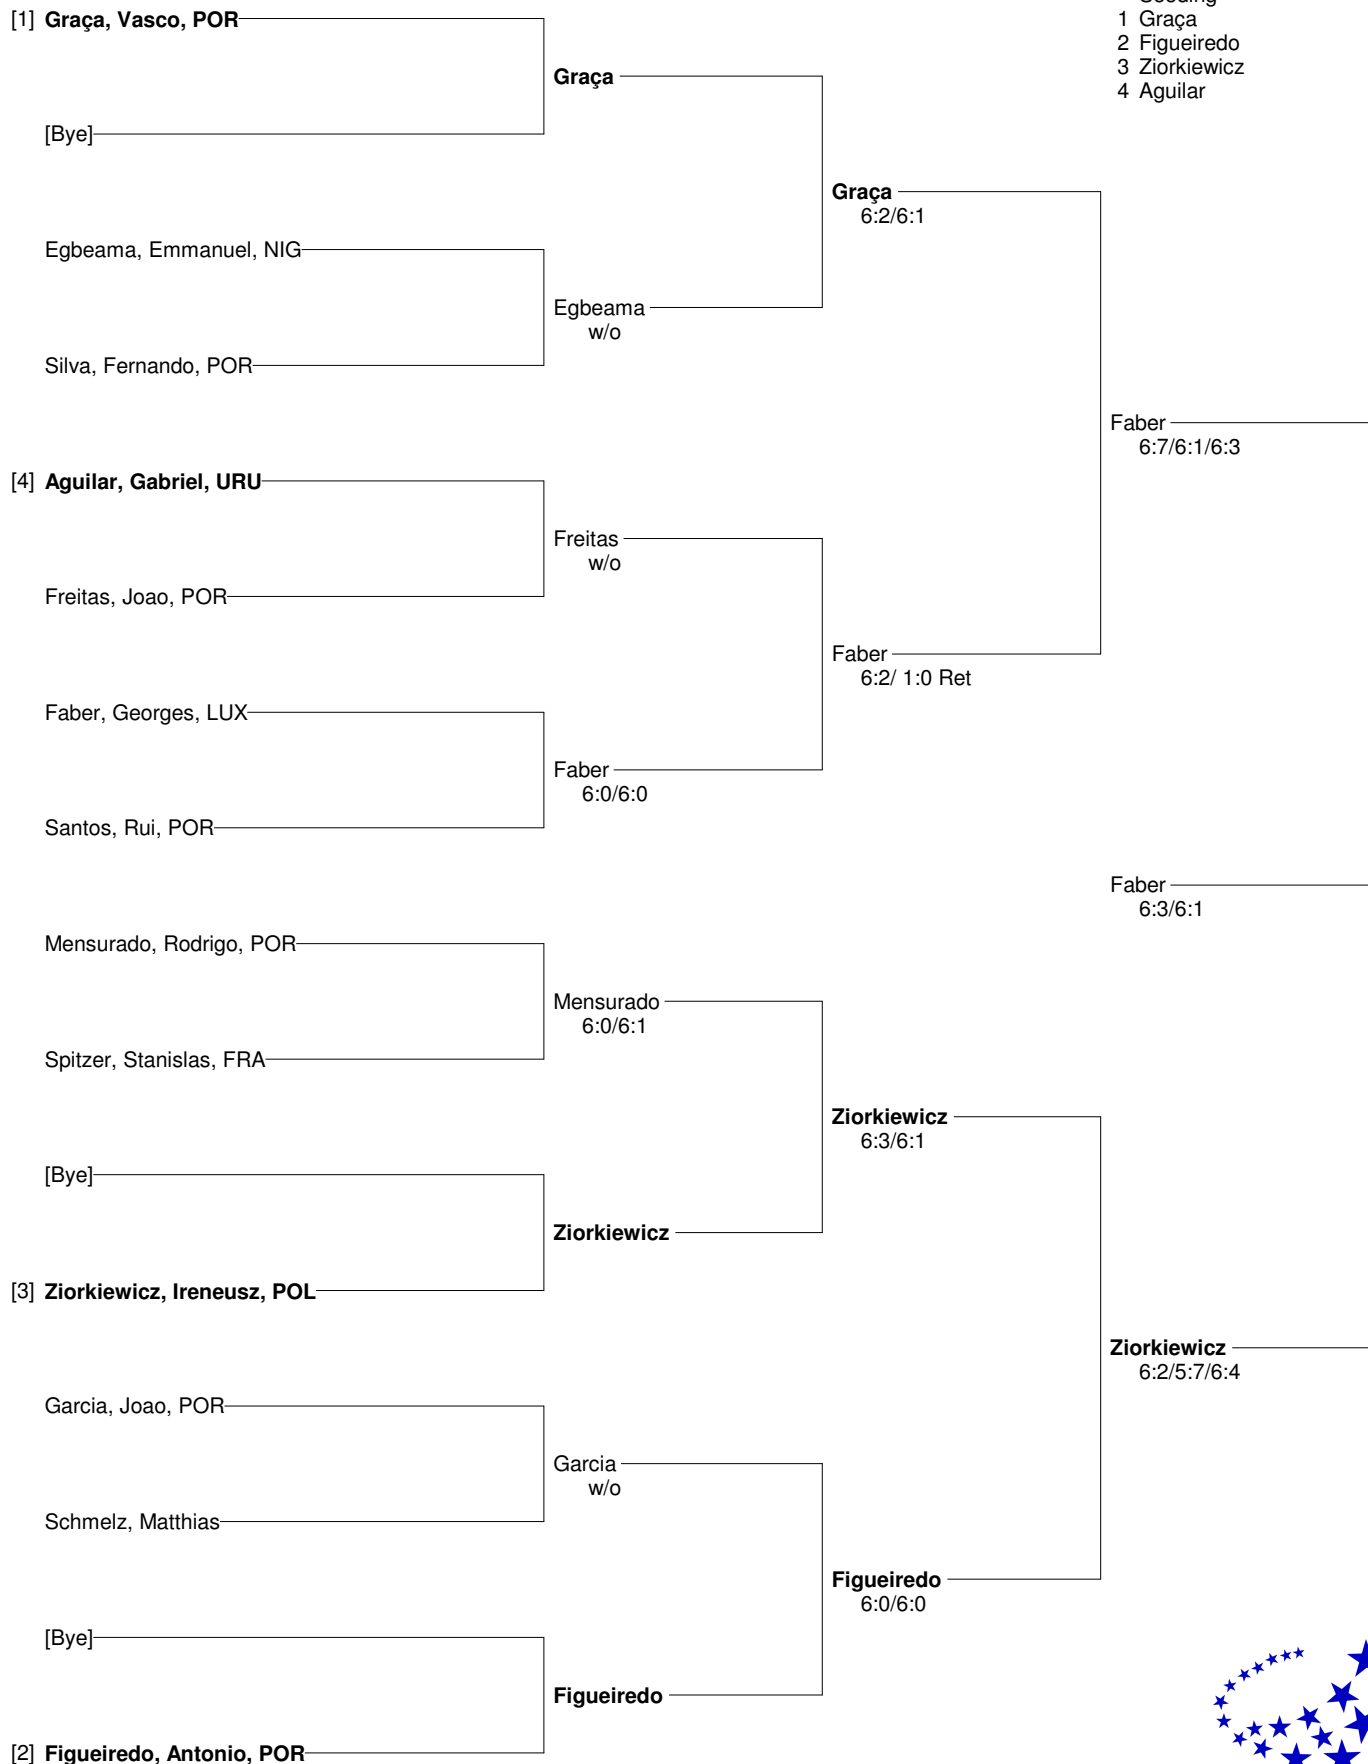 Seeding
1 Graça
2 Figueiredo
3 Ziorkiewicz
4 Aguilar
[1] Graça, Vasco, POR
Graça
[Bye]
Graça
6:2/6:1
Egbeama, Emmanuel, NIG
Egbeama
w/o
Silva, Fernando, POR
Faber
6:7/6:1/6:3
[4] Aguilar, Gabriel, URU
Freitas
w/o
Freitas, Joao, POR
Faber
6:2/ 1:0 Ret
Faber, Georges, LUX
Faber
6:0/6:0
Santos, Rui, POR
Faber
6:3/6:1
Mensurado, Rodrigo, POR
Mensurado
6:0/6:1
Spitzer, Stanislas, FRA
Ziorkiewicz
6:3/6:1
[Bye]
Ziorkiewicz
[3] Ziorkiewicz, Ireneusz, POL
Ziorkiewicz
6:2/5:7/6:4
Garcia, Joao, POR
Garcia
w/o
Schmelz, Matthias
Figueiredo
6:0/6:0
[Bye]
Figueiredo
[2] Figueiredo, Antonio, POR